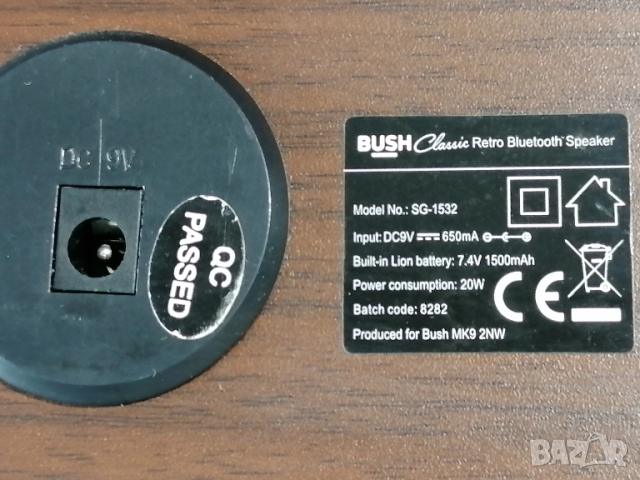 DC 9V
QC
PASSED
BUSH Classic Retro Bluetooth™ Speaker
Model No.: SG-1532
Input: DC9V 650mA
Built-in Lion battery: 7.4V 1500mAh
Power consumption: 20W
Batch code: 8282
Produced for Bush MK9 2NW
CE
BAZAR